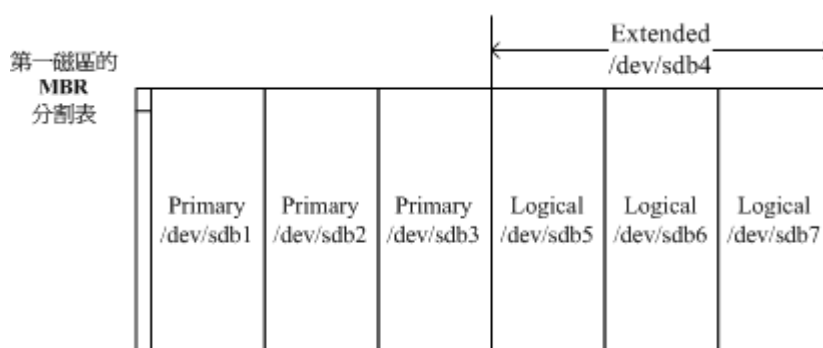 第一磁區的
MBR
分割表
Extended
/dev/sdb4
Primary
/dev/sdb1
Primary
/dev/sdb2
Primary
/dev/sdb3
Logical
/dev/sdb5
Logical
/dev/sdb6
Logical
/dev/sdb7